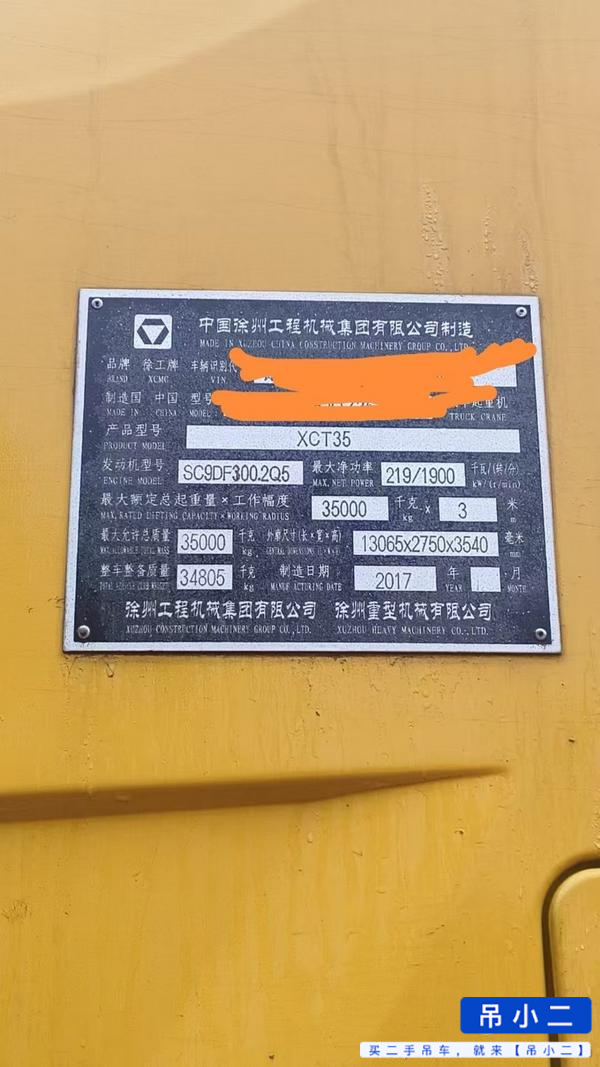 中国徐州工程机械集团有限公司制造
MADE IN XUZHOU CHINA CONSTRUCTION MACHINERY GROUP CO., LTD.
品牌 徐工牌 车辆识别代
BRAND XCMG VIN
制造国 中国 型号 起重机
MADE IN CHINA MODEL TRUCK CRANE
产品型号 XCT35
PRODUCT MODEL
发动机型号 SC9DF300.2Q5 最大净功率 219/1900 千瓦/(转/分)
ENGINE MODEL MAX. NET POWER kW/(r/min)
最大额定总起重量×工作幅度 35000 千克 × 3 米
MAX. RATED LIFTING CAPACITY×WORKING RADIUS kg m
最大允许总质量 35000 千克 外廓尺寸(长×宽×高) 13065x2750x3540 毫米
MAX. ALLOWABLE TOTAL MASS kg GENERAL DIMENSIONS (L×W×H) mm
整车整备质量 34805 千克 制造日期 2017 年 月
kg MANUFACTURING DATE YEAR MONTH
徐州工程机械集团有限公司 徐州重型机械有限公司
XUZHOU CONSTRUCTION MACHINERY GROUP CO., LTD. XUZHOU HEAVY MACHINERY CO., LTD.
吊小二
买二手吊车，就来【吊小二】